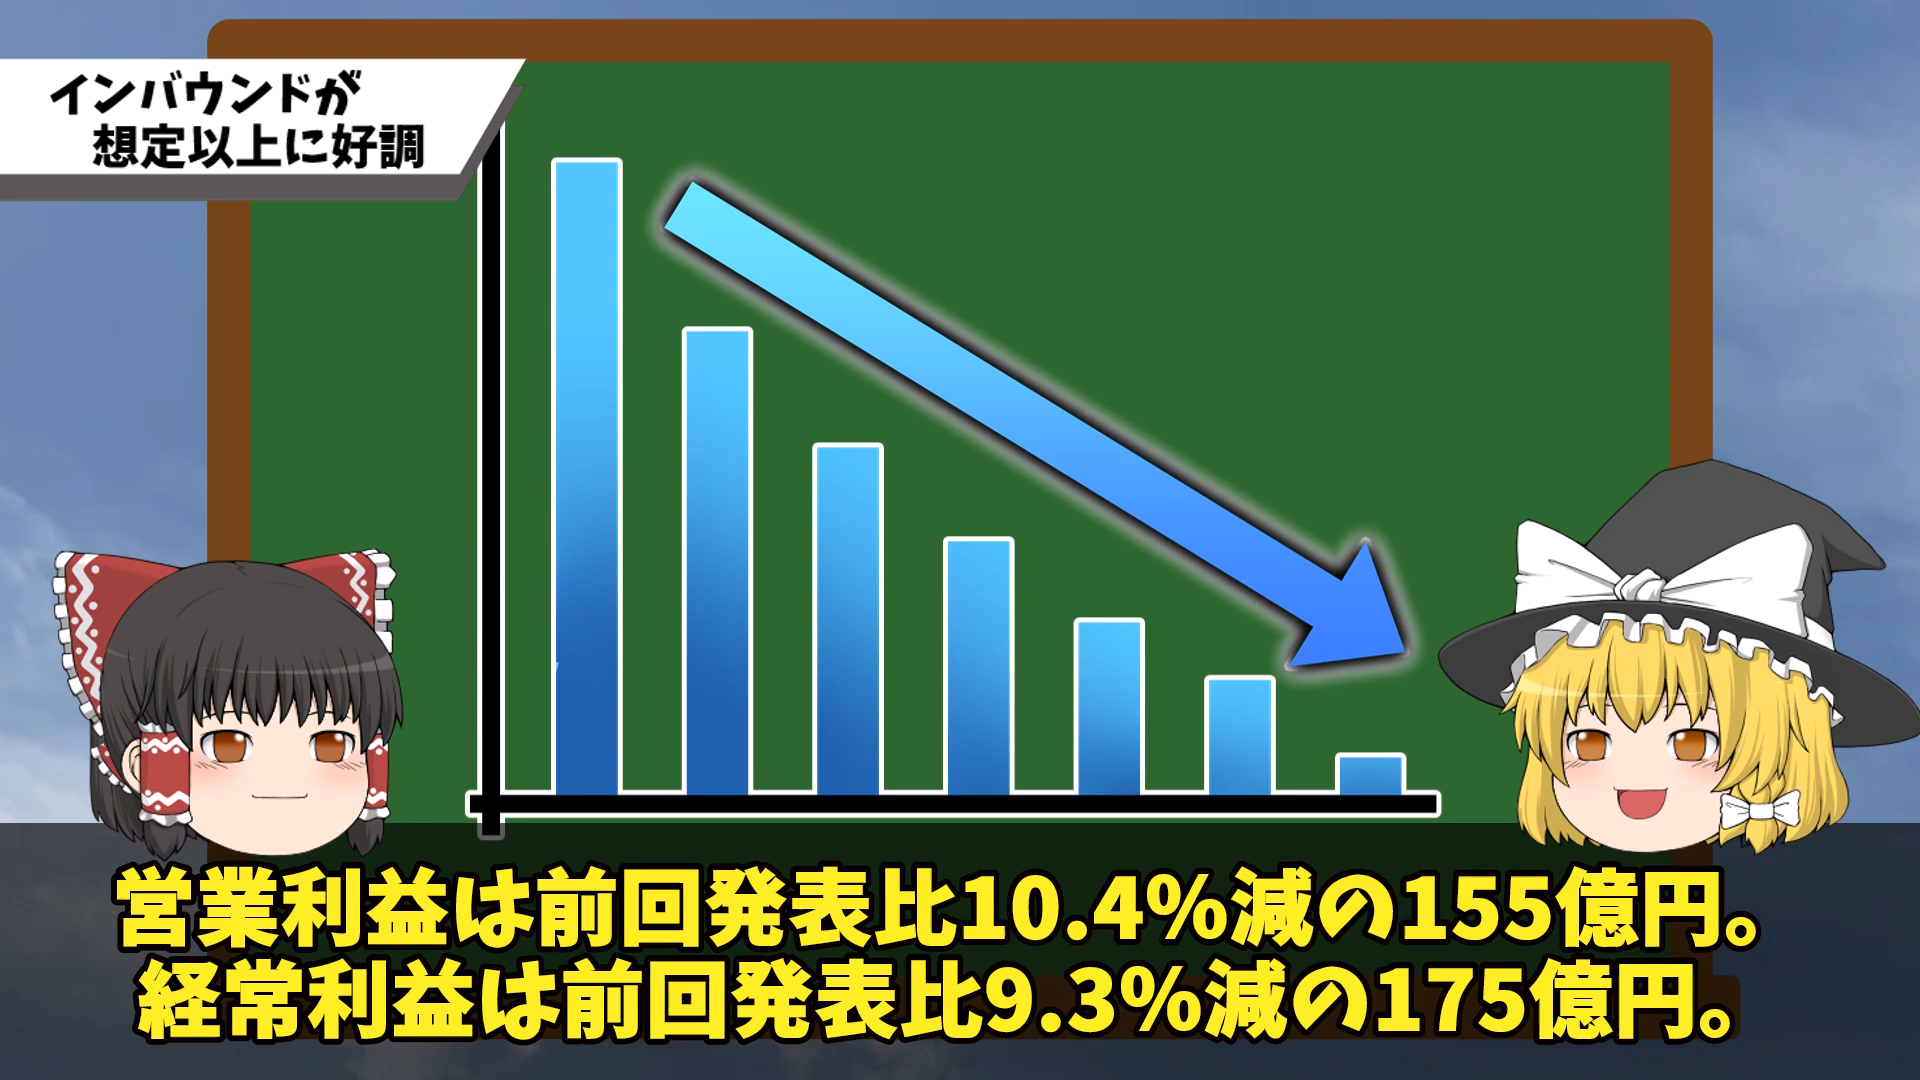 インバウンドが
想定以上に好調
営業利益は前回発表比10.4%減の155億円。
経常利益は前回発表比9.3%減の175億円。